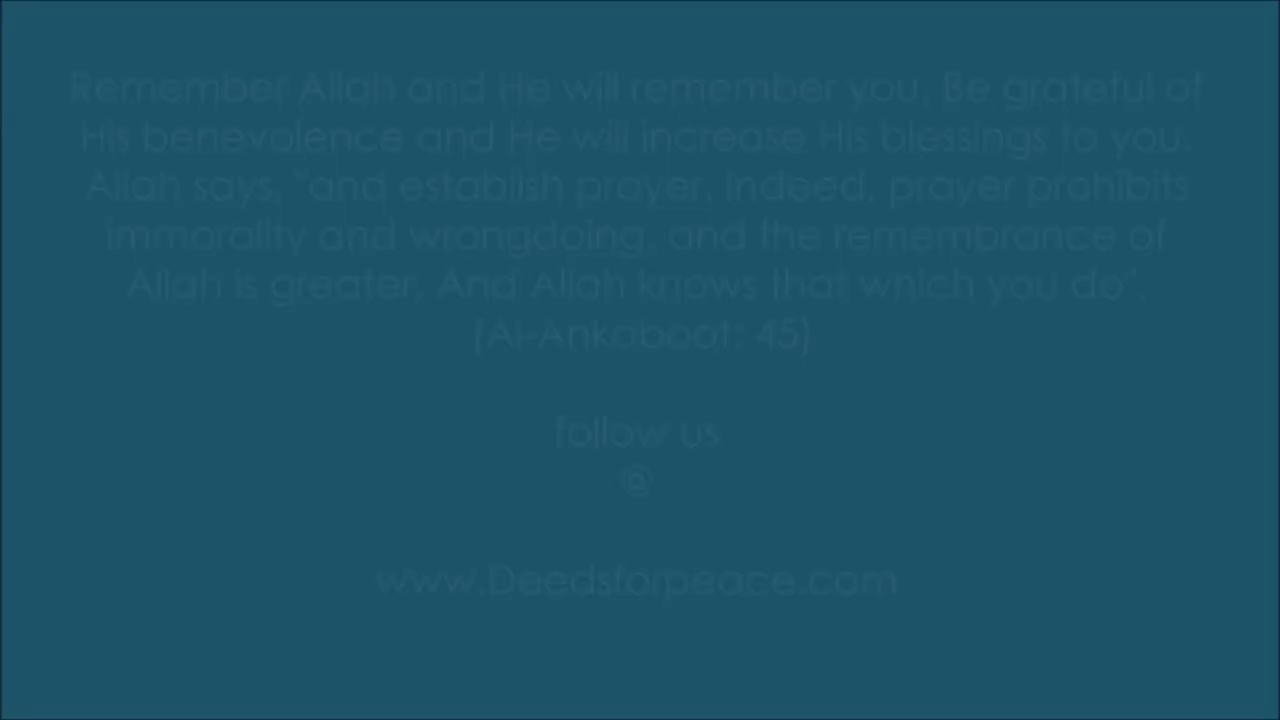 Remember Allah and He will remember you. Be grateful of
His benevolence and He will increase His blessings to you.
Allah says, "and establish prayer. Indeed, prayer prohibits
immorality and wrongdoing, and the remembrance of
Allah is greater. And Allah knows that which you do".
(Al-Ankaboot: 45)
follow us
@
www.Deedsforpeace.com